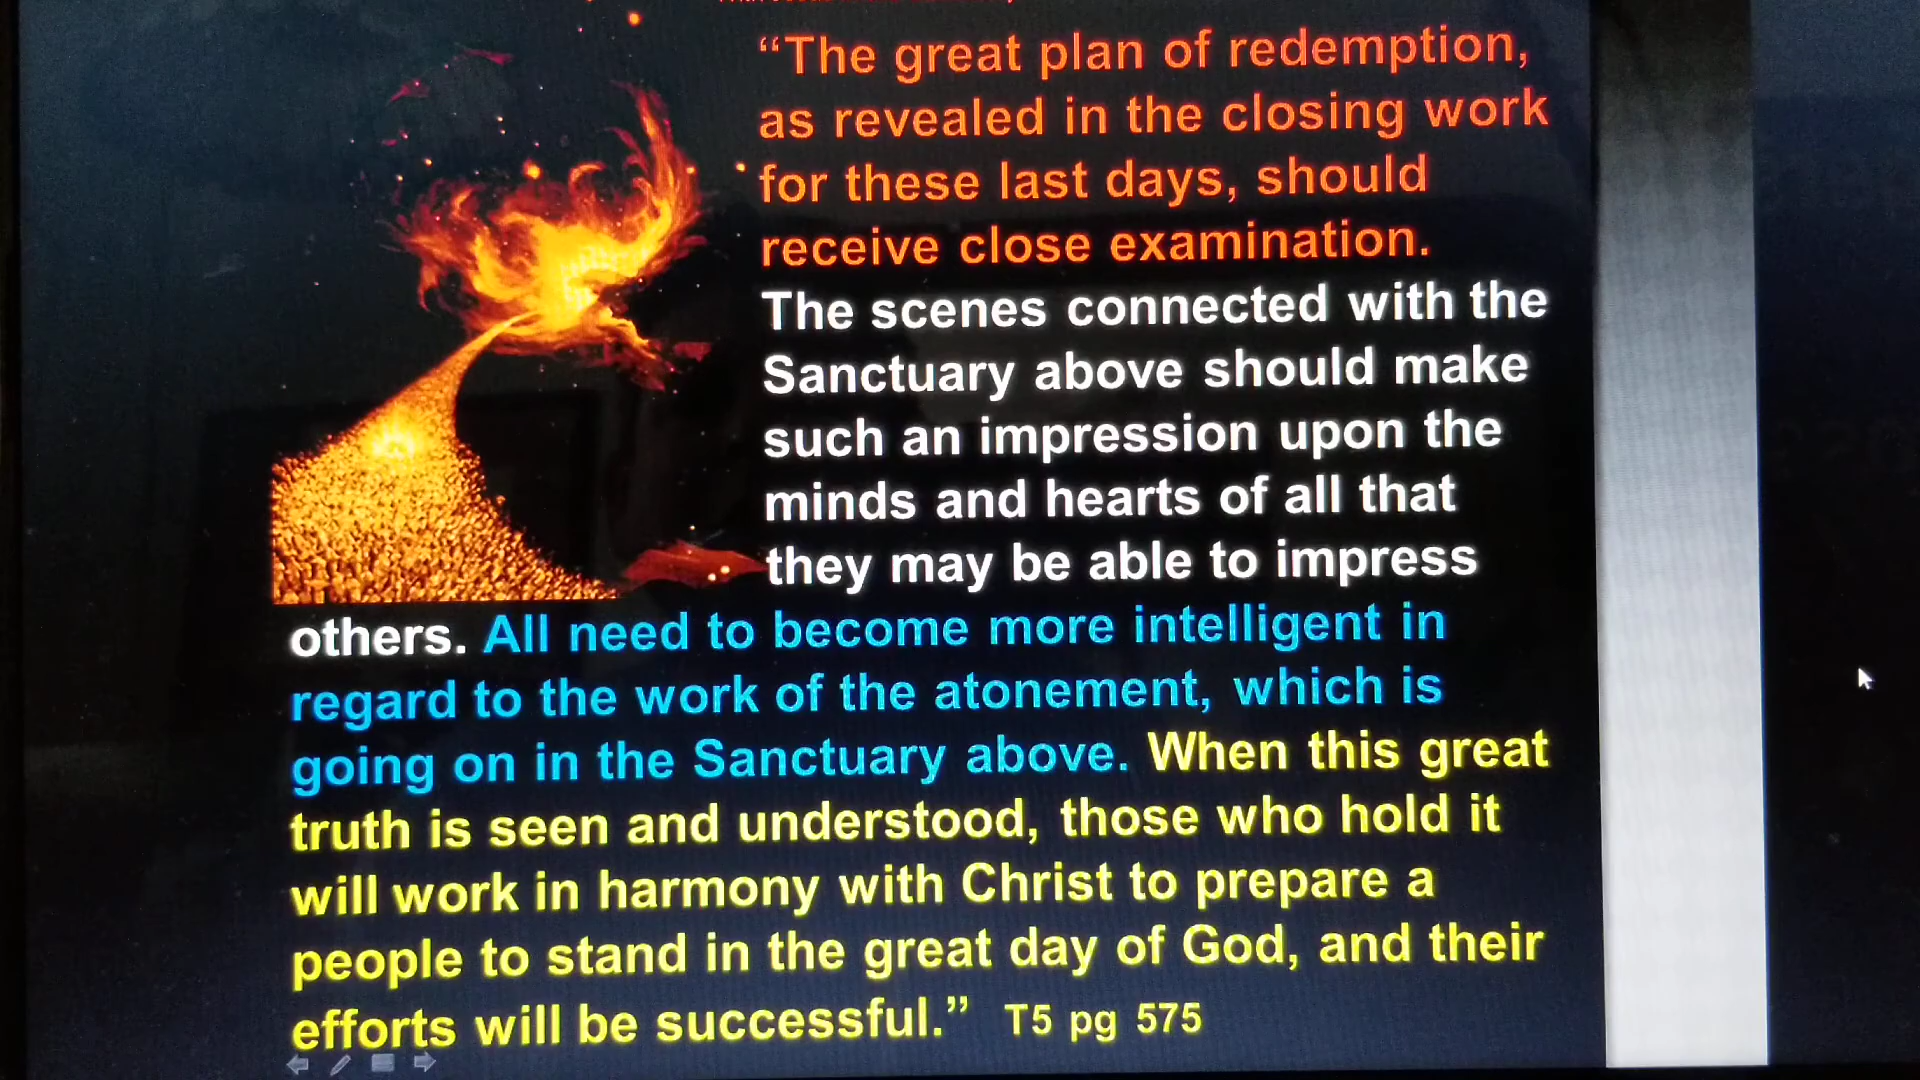 “The great plan of redemption,
as revealed in the closing work
for these last days, should
receive close examination.
The scenes connected with the
Sanctuary above should make
such an impression upon the
minds and hearts of all that
they may be able to impress
others. All need to become more intelligent in
regard to the work of the atonement, which is
going on in the Sanctuary above. When this great
truth is seen and understood, those who hold it
will work in harmony with Christ to prepare a
people to stand in the great day of God, and their
efforts will be successful.” T5 pg 575